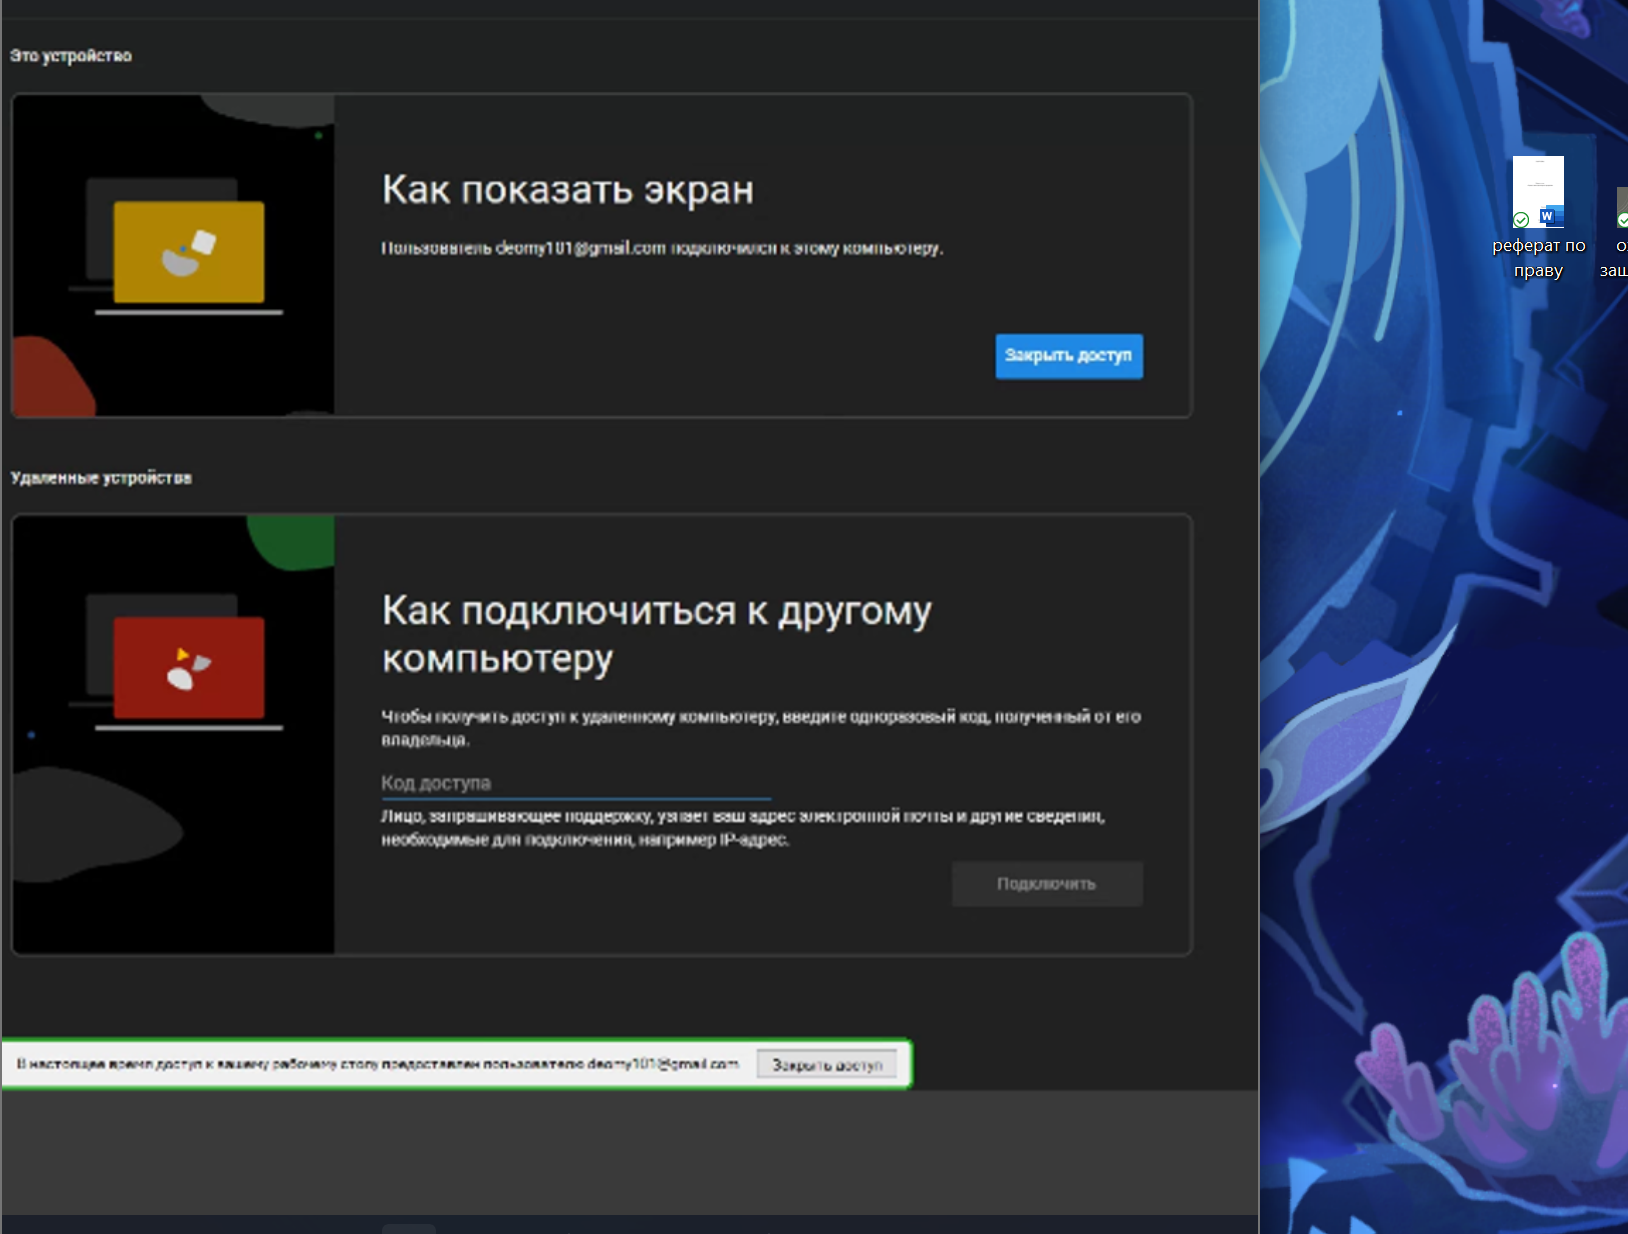 Это устройство
Как показать экран
Пользователь deomy101@gmail.com подключился к этому компьютеру.
Закрыть доступ
Удаленные устройства
Как подключиться к другому
компьютеру
Чтобы получить доступ к удаленному компьютеру, введите одноразовый код, полученный от его
владельца.
Код доступа
Лицо, запрашивающее поддержку, узнает ваш адрес электронной почты и другие сведения,
необходимые для подключения, например IP-адрес.
Подключить
В настоящее время доступ к вашему рабочему столу предоставлен пользователю deomy101@gmail.com
Закрыть доступ
W
реферат по
праву